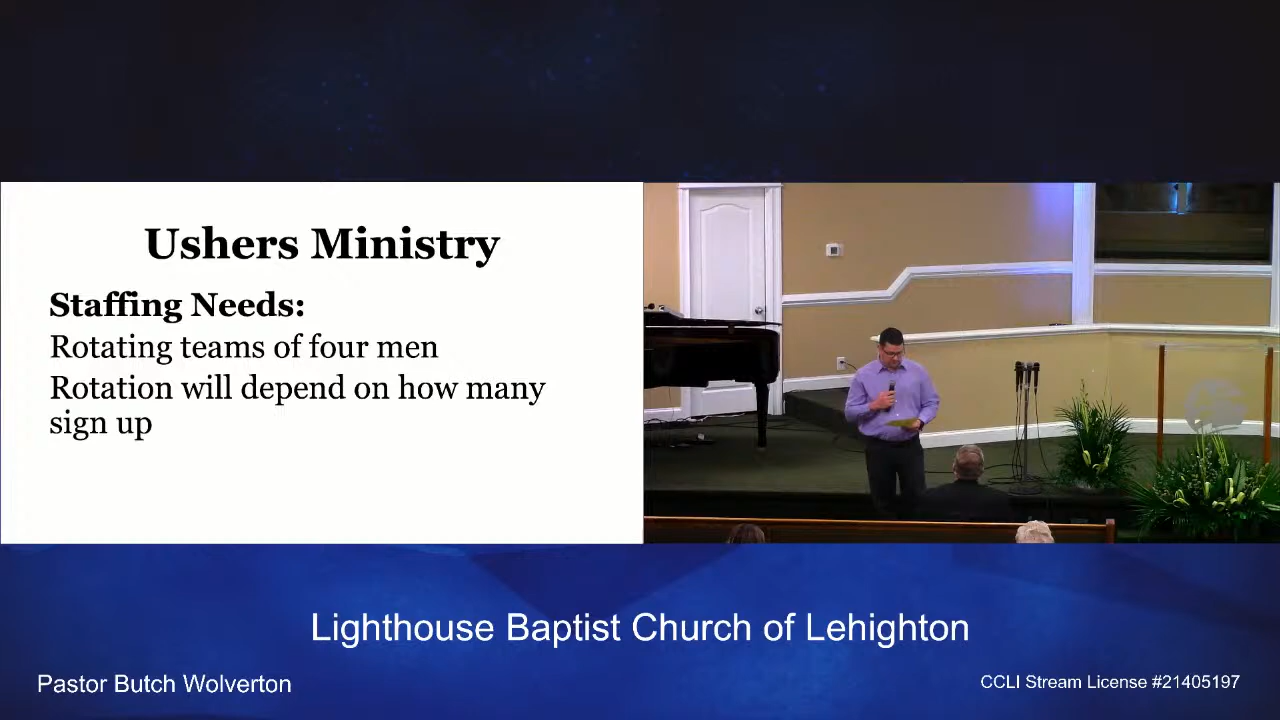 Ushers Ministry
Staffing Needs:
Rotating teams of four men
Rotation will depend on how many
sign up
Lighthouse Baptist Church of Lehighton
Pastor Butch Wolverton
CCLI Stream License #21405197